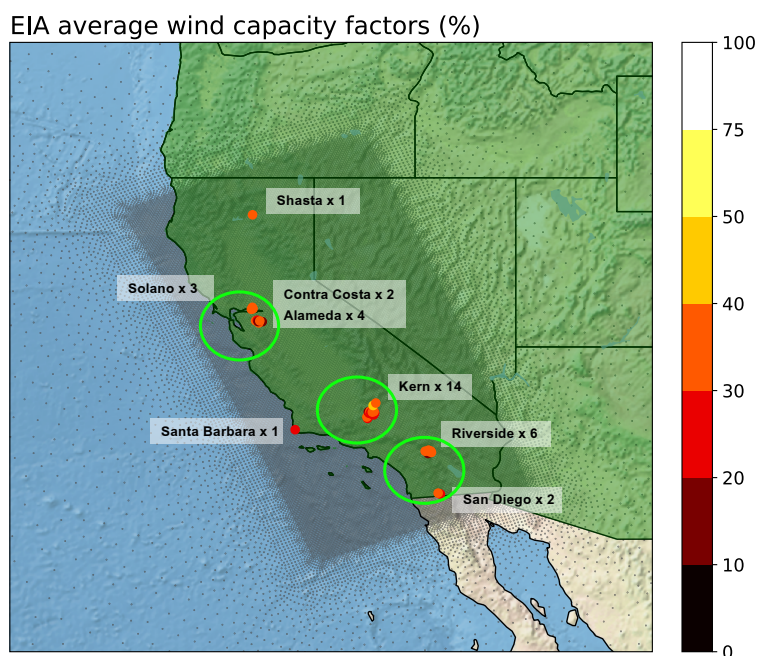 EIA average wind capacity factors (%)
100
Shasta x 1
75
Solano x 3
Contra Costa x 2
Alameda x 4
50
40
Kern x 14
30
Santa Barbara x 1
Riverside x 6
San Diego x 2
20
10
0